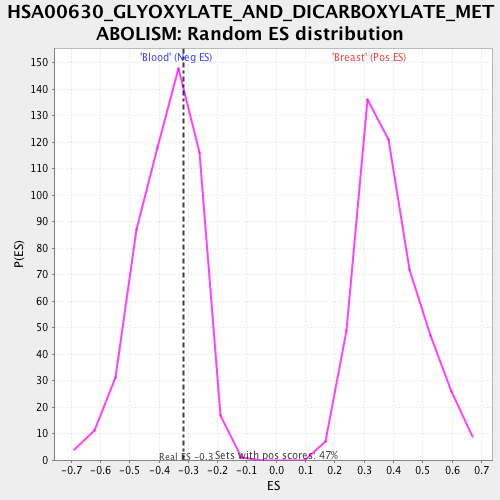 HSA00630_GLYOXYLATE_AND_DICARBOXYLATE_MET
ABOLISM: Random ES distribution
'Blood' (Neg ES)
'Breast' (Pos ES)
150
140
130
120
110
100
90
80
70
60
50
40
30
20
10
0
P(ES)
Real ES -0.3
Sets with pos scores: 47%
-0.7 -0.6 -0.5 -0.4 -0.3 -0.2 -0.1 0.0 0.1 0.2 0.3 0.4 0.5 0.6 0.7
ES